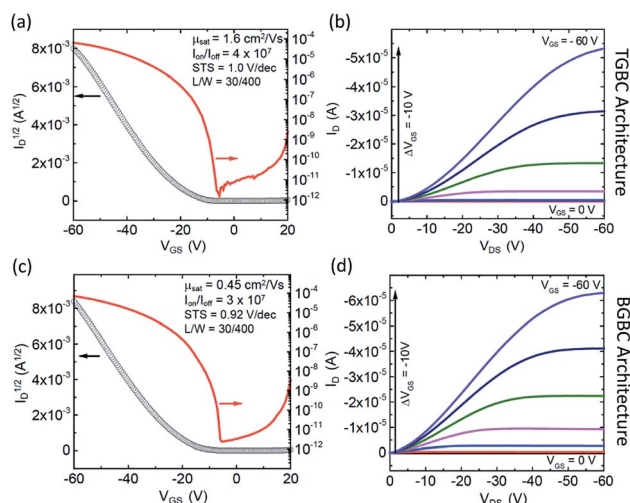 (a)
8x10⁻³
6x10⁻³
4x10⁻³
2x10⁻³
0
I_D^1/2 (A^1/2)
μ_sat = 1.6 cm²/Vs
I_on/I_off = 4 x 10⁷
STS = 1.0 V/dec
L/W = 30/400
10⁻⁴
10⁻⁵
10⁻⁶
10⁻⁷
10⁻⁸
10⁻⁹
10⁻¹⁰
10⁻¹¹
10⁻¹²
I_D (A)
-60 -40 -20 0 20
V_GS (V)
(b)
-5x10⁻⁵
-4x10⁻⁵
-3x10⁻⁵
-2x10⁻⁵
-1x10⁻⁵
0
I_D (A)
ΔV_GS = -10 V
V_GS = - 60 V
V_GS = 0 V
0 -10 -20 -30 -40 -50 -60
V_DS (V)
TGBC Architecture
(c)
8x10⁻³
6x10⁻³
4x10⁻³
2x10⁻³
0
I_D^1/2 (A^1/2)
μ_sat = 0.45 cm²/Vs
I_on/I_off = 3 x 10⁷
STS = 0.92 V/dec
L/W = 30/400
10⁻⁴
10⁻⁵
10⁻⁶
10⁻⁷
10⁻⁸
10⁻⁹
10⁻¹⁰
10⁻¹¹
10⁻¹²
I_D (A)
-60 -40 -20 0 20
V_GS (V)
(d)
-6x10⁻⁵
-5x10⁻⁵
-4x10⁻⁵
-3x10⁻⁵
-2x10⁻⁵
-1x10⁻⁵
0
I_D (A)
ΔV_GS = -10V
V_GS = -60 V
V_GS = 0 V
0 -10 -20 -30 -40 -50 -60
V_DS (V)
BGBC Architecture